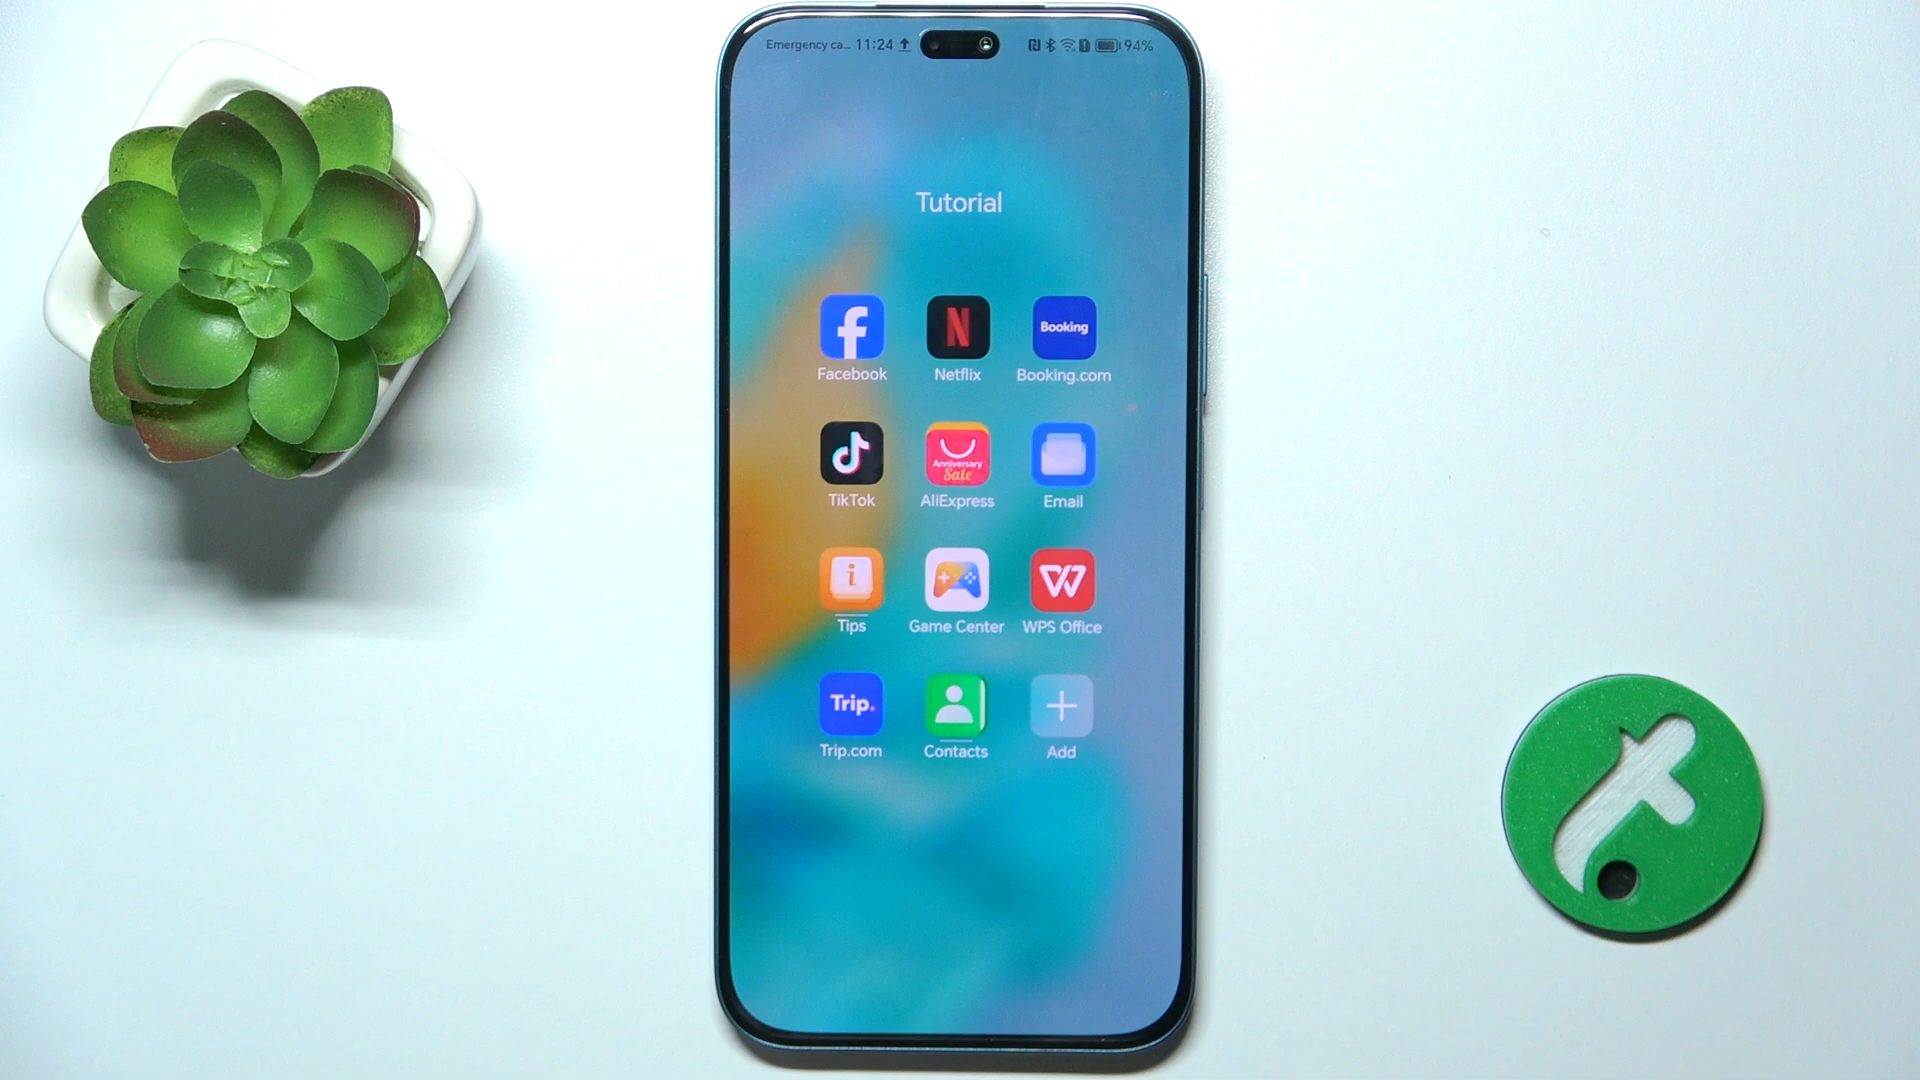 Emergency ca... 11:24 94%
Tutorial
Booking
Facebook Netflix Booking.com
Anniversary
Sale
TikTok AliExpress Email
Tips Game Center WPS Office
Trip.
Trip.com Contacts Add